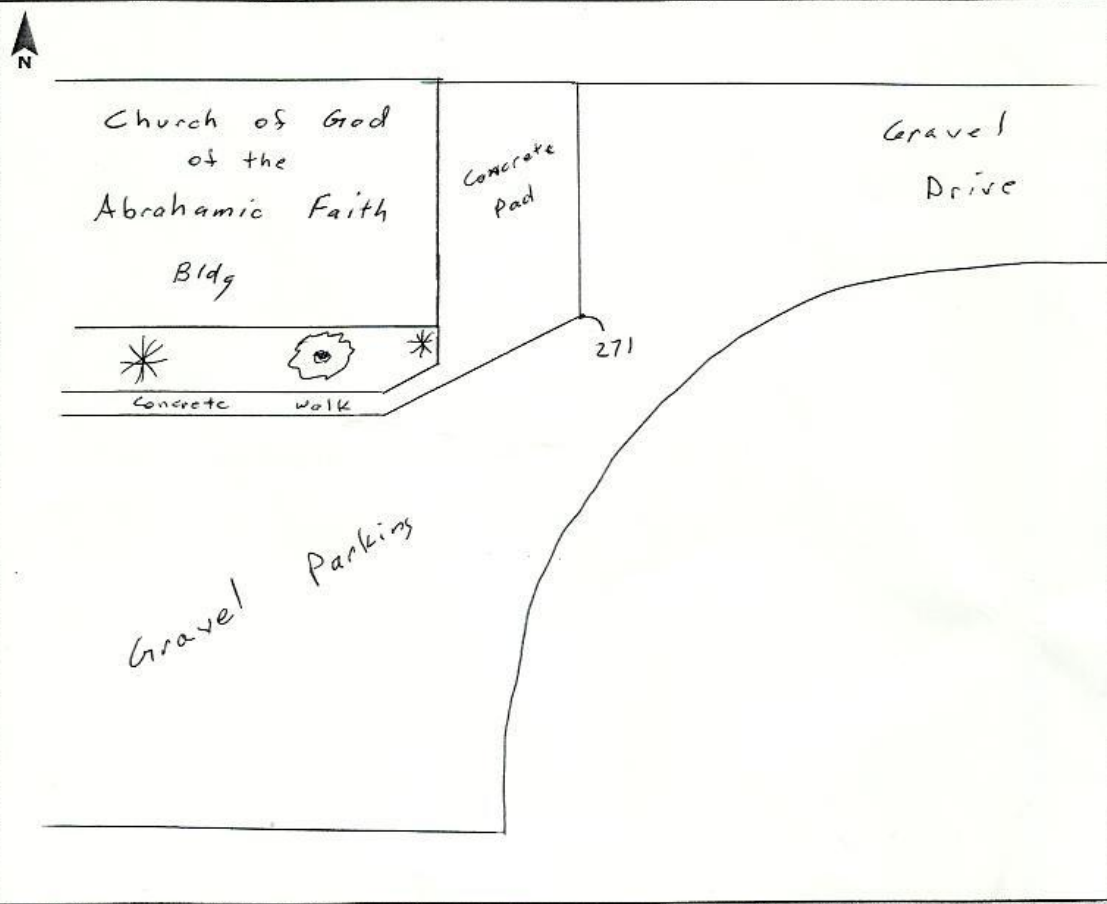 N
Church of God
of the
Abrahamic Faith
Bldg
Concrete
Pad
Gravel
Drive
271
Concrete Walk
Gravel Parking